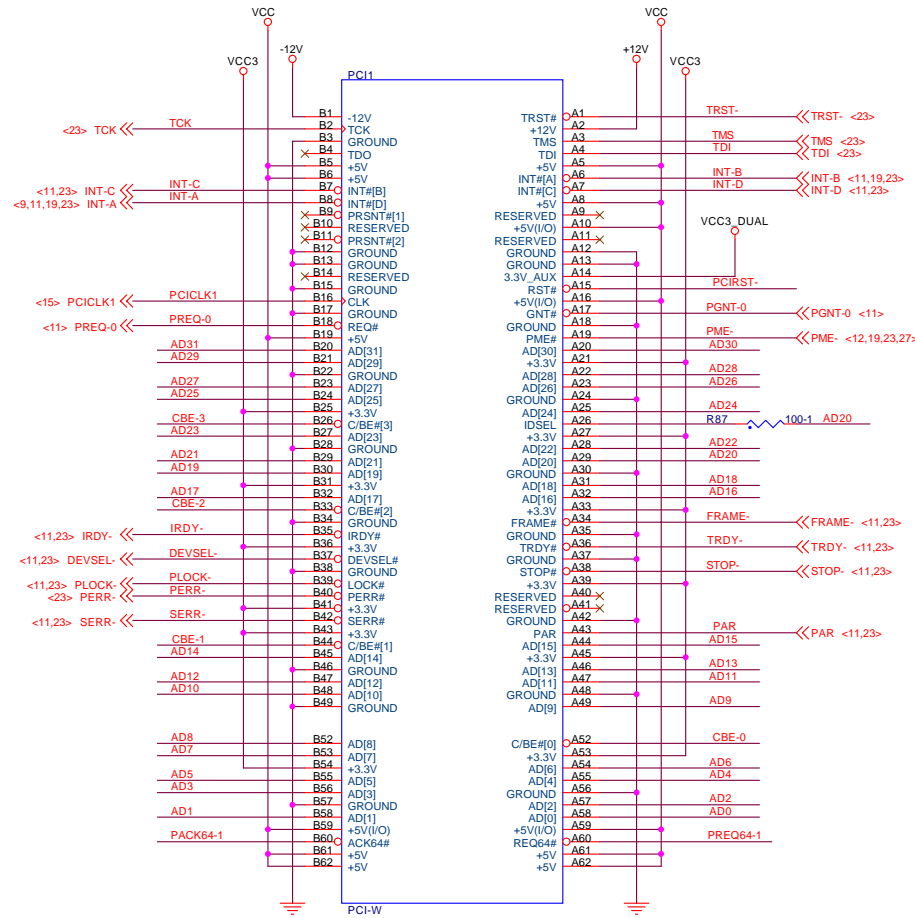 VCC VCC
-12V +12V
VCC3 VCC3
PCI1
B1 -12V TRST# A1 TRST- TRST- <23>
<23> TCK TCK B2 TCK +12V A2
B3 GROUND TMS A3 TMS TMS <23>
B4 TDO TDI A4 TDI TDI <23>
B5 +5V +5V A5
B6 +5V INT#[A] A6 INT-B INT-B <11,19,23>
<11,23> INT-C INT-C B7 INT#[B] INT#[C] A7 INT-D INT-D <11,23>
<9,11,19,23> INT-A INT-A B8 INT#[D] +5V A8
B9 PRSNT#[1] RESERVED A9
B10 RESERVED +5V(I/O) A10
VCC3_DUAL
B11 PRSNT#[2] RESERVED A11
B12 GROUND GROUND A12
B13 GROUND GROUND A13
B14 RESERVED 3.3V_AUX A14
B15 GROUND RST# A15 PCIRST-
<15> PCICLK1 PCICLK1 B16 CLK +5V(I/O) A16
B17 GROUND GNT# A17 PGNT-0 PGNT-0 <11>
<11> PREQ-0 PREQ-0 B18 REQ# GROUND A18
B19 +5V PME# A19 PME- PME- <12,19,23,27>
AD31 B20 AD[31] AD[30] A20 AD30
AD29 B21 AD[29] +3.3V A21
B22 GROUND AD[28] A22 AD28
AD27 B23 AD[27] AD[26] A23 AD26
AD25 B24 AD[25] GROUND A24
B25 +3.3V AD[24] A25 AD24
CBE-3 B26 C/BE#[3] IDSEL A26 R87 100-1 AD20
AD23 B27 AD[23] +3.3V A27
B28 GROUND AD[22] A28 AD22
AD21 B29 AD[21] AD[20] A29 AD20
AD19 B30 AD[19] GROUND A30
B31 +3.3V AD[18] A31 AD18
AD17 B32 AD[17] AD[16] A32 AD16
CBE-2 B33 C/BE#[2] +3.3V A33
B34 GROUND FRAME# A34 FRAME- FRAME- <11,23>
<11,23> IRDY- IRDY- B35 IRDY# GROUND A35
B36 +3.3V TRDY# A36 TRDY- TRDY- <11,23>
<11,23> DEVSEL- DEVSEL- B37 DEVSEL# GROUND A37
B38 GROUND STOP# A38 STOP- STOP- <11,23>
<11,23> PLOCK- PLOCK- B39 LOCK# +3.3V A39
<23> PERR- PERR- B40 PERR# RESERVED A40
B41 +3.3V RESERVED A41
<11,23> SERR- SERR- B42 SERR# GROUND A42
B43 +3.3V PAR A43 PAR PAR <11,23>
CBE-1 B44 C/BE#[1] AD[15] A44 AD15
AD14 B45 AD[14] +3.3V A45
B46 GROUND AD[13] A46 AD13
AD12 B47 AD[12] AD[11] A47 AD11
AD10 B48 AD[10] GROUND A48
B49 GROUND AD[9] A49 AD9
AD8 B52 AD[8] C/BE#[0] A52 CBE-0
AD7 B53 AD[7] +3.3V A53
B54 +3.3V AD[6] A54 AD6
AD5 B55 AD[5] AD[4] A55 AD4
AD3 B56 AD[3] GROUND A56
B57 GROUND AD[2] A57 AD2
AD1 B58 AD[1] AD[0] A58 AD0
B59 +5V(I/O) +5V(I/O) A59
PACK64-1 B60 ACK64# REQ64# A60 PREQ64-1
B61 +5V +5V A61
B62 +5V +5V A62
PCI-W